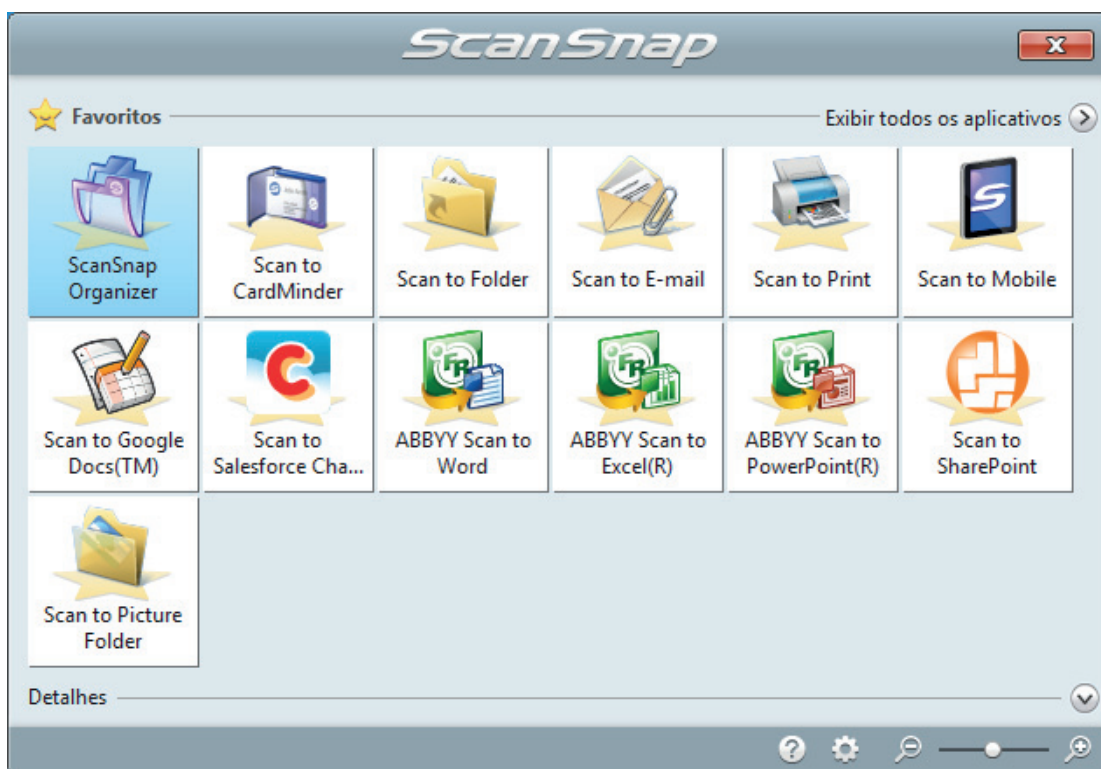 ScanSnap
Favoritos
Exibir todos os aplicativos
ScanSnap
Organizer
Scan to
CardMinder
Scan to Folder
Scan to E-mail
Scan to Print
Scan to Mobile
Scan to Google
Docs(TM)
Scan to
Salesforce Cha...
ABBYY Scan to
Word
ABBYY Scan to
Excel(R)
ABBYY Scan to
PowerPoint(R)
Scan to
SharePoint
Scan to Picture
Folder
Detalhes